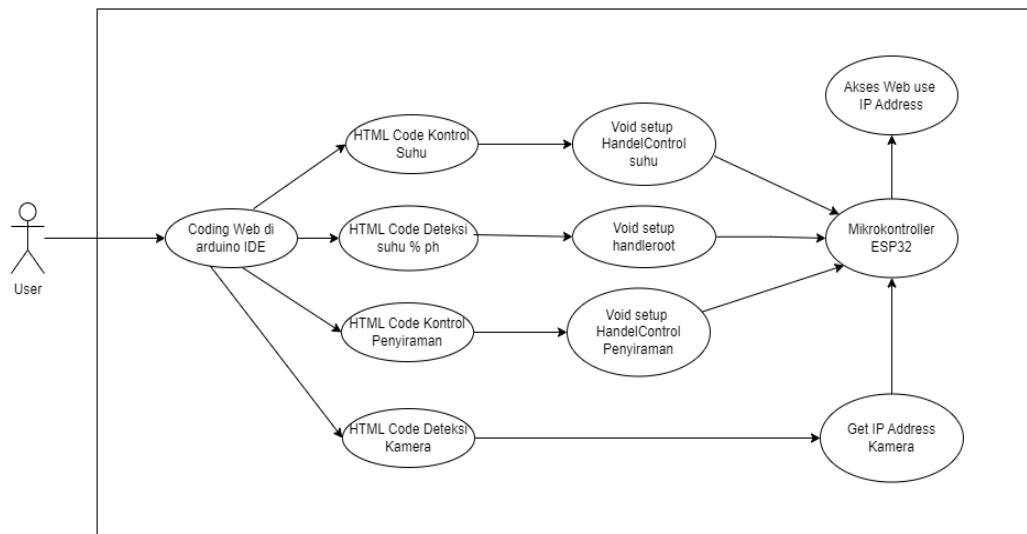 User
Coding Web di
arduino IDE
HTML Code Kontrol
Suhu
HTML Code Deteksi
suhu % ph
HTML Code Kontrol
Penyiraman
HTML Code Deteksi
Kamera
Void setup
HandelControl
suhu
Void setup
handleroot
Void setup
HandelControl
Penyiraman
Akses Web use
IP Address
Mikrokontroller
ESP32
Get IP Address
Kamera